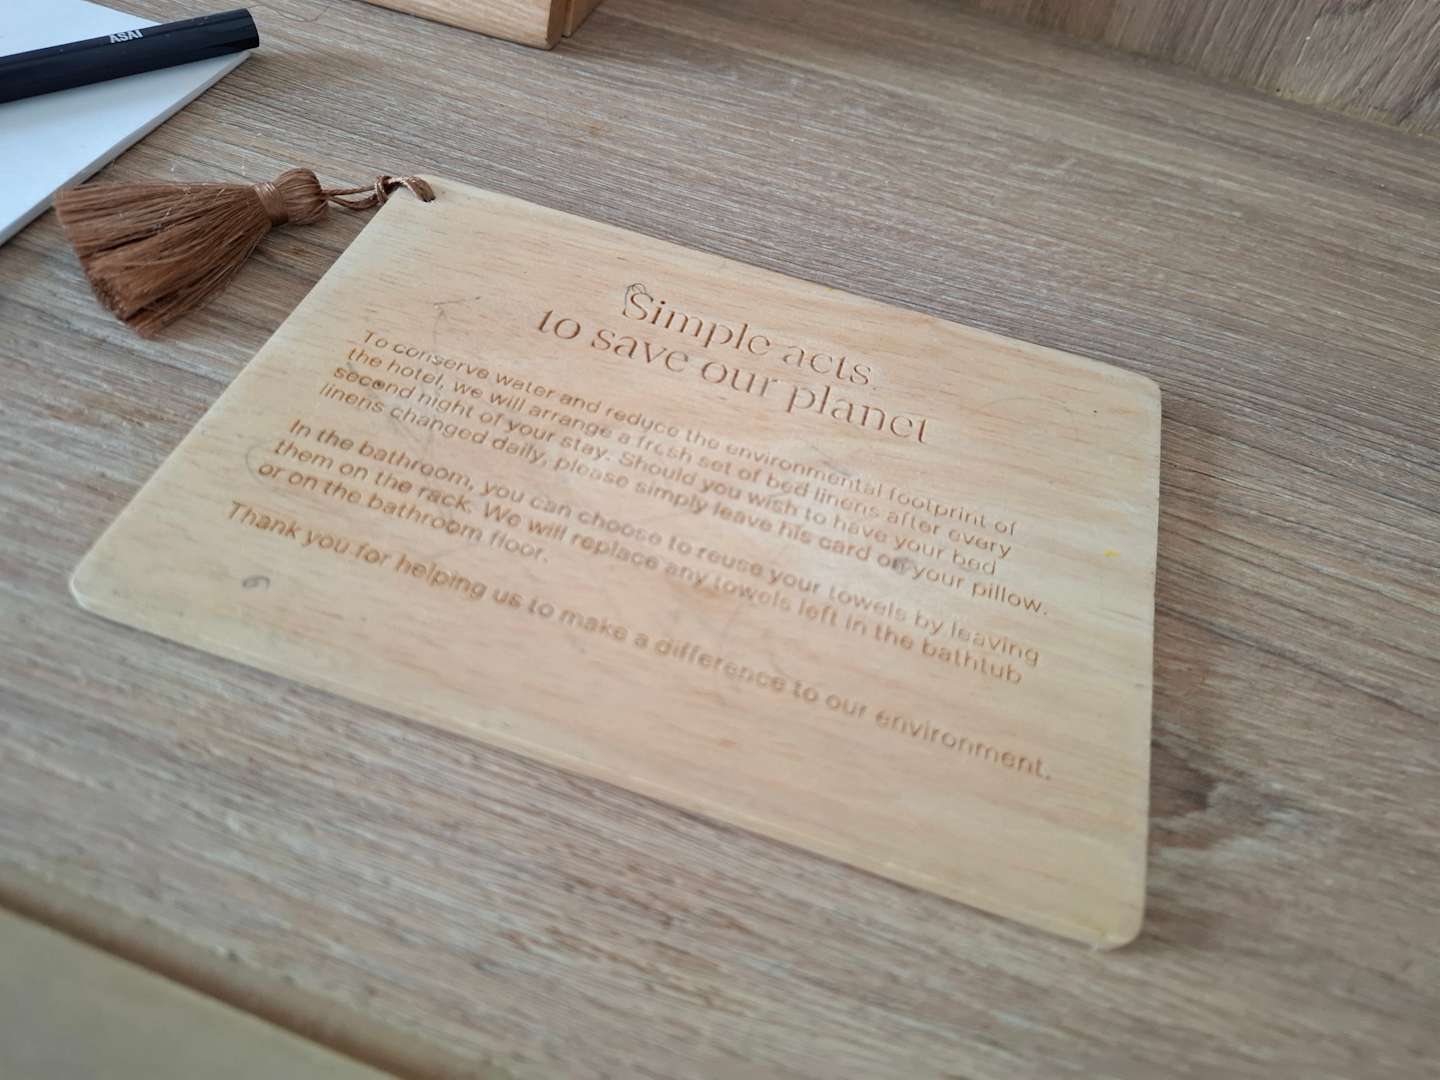 ASAI
Simple acts
to save our planet
To conserve water and reduce the environmental footprint of
the hotel, we will arrange a fresh set of bed linens after every
second night of your stay. Should you wish to have your bed
linens changed daily, please simply leave his card on your pillow.
In the bathroom, you can choose to reuse your towels by leaving
them on the rack. We will replace any towels left in the bathtub
or on the bathroom floor.
Thank you for helping us to make a difference to our environment.